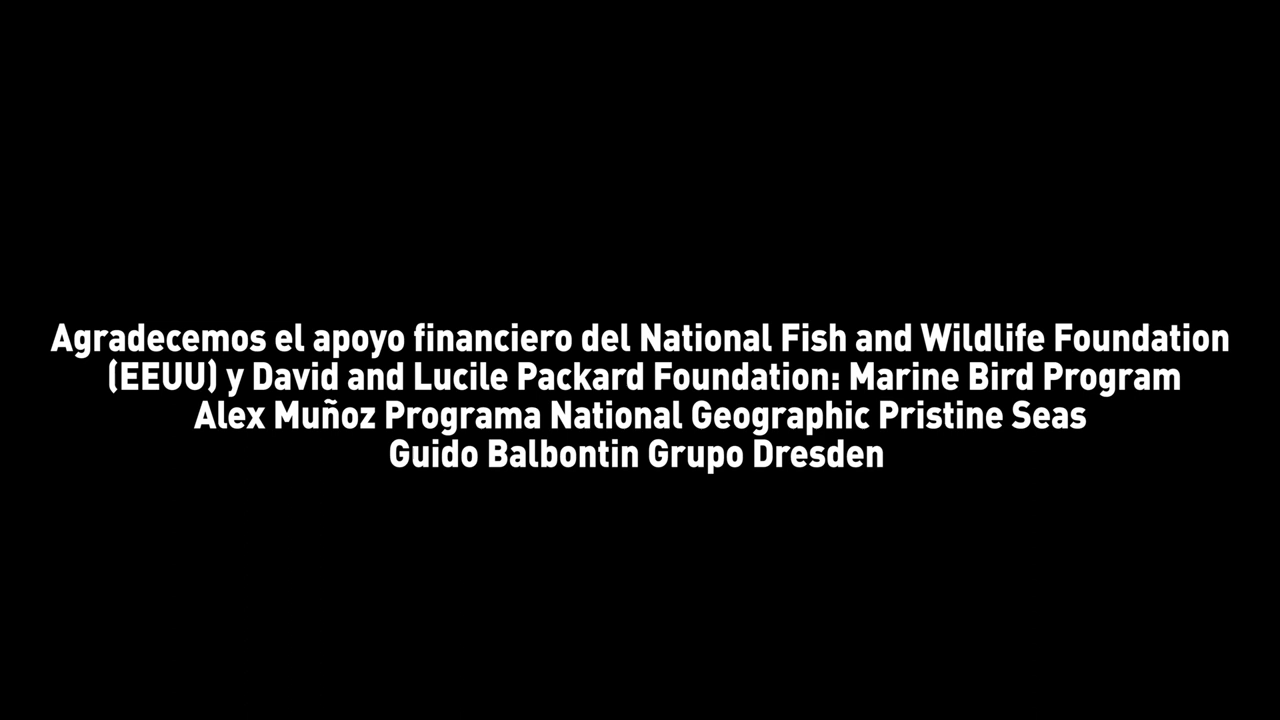 Agradecemos el apoyo financiero del National Fish and Wildlife Foundation
(EEUU) y David and Lucile Packard Foundation: Marine Bird Program
Alex Muñoz Programa National Geographic Pristine Seas
Guido Balbontin Grupo Dresden